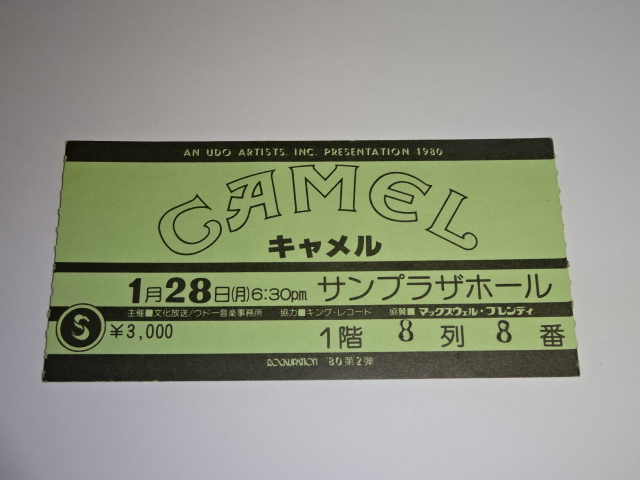 AN UDO ARTISTS, INC. PRESENTATION 1980
CAMEL
キャメル
1月28日(月)6:30pm サンプラザホール
主催■文化放送/ウドー音楽事務所 協力■キング・レコード 協賛■マックスウェル・ブレンディ
S ¥3,000 1階 8 列 8 番
ROCKUPATION '80 第2弾